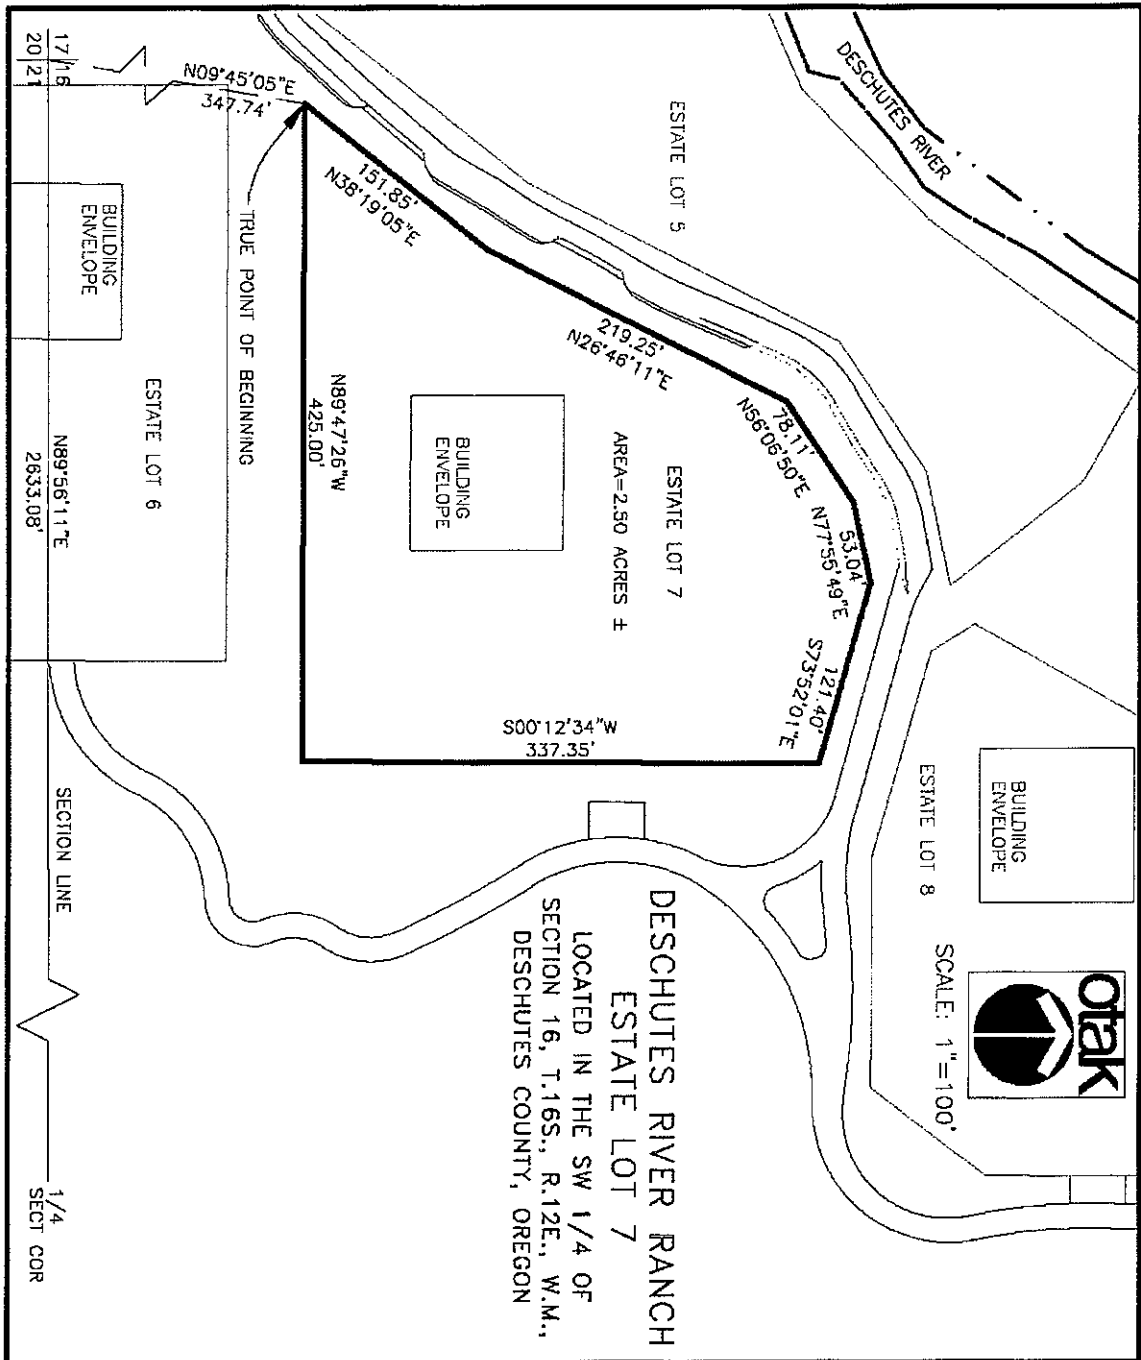 DESCHUTES RIVER
ESTATE LOT 5
otak
SCALE: 1"=100'
BUILDING
ENVELOPE
ESTATE LOT 8
121.40'
S73°52'01"E
53.04'
N77°55'49"E
78.11'
N56°06'50"E
219.25'
N26°46'11"E
151.85'
N38°19'05"E
N09°45'05"E
347.74'
ESTATE LOT 7
AREA=2.50 ACRES ±
BUILDING
ENVELOPE
S00°12'34"W
337.35'
N89°47'26"W
425.00'
TRUE POINT OF BEGINNING
DESCHUTES RIVER RANCH
ESTATE LOT 7
LOCATED IN THE SW 1/4 OF
SECTION 16, T.16S., R.12E., W.M.,
DESCHUTES COUNTY, OREGON
ESTATE LOT 6
BUILDING
ENVELOPE
17 16
20 21
N89°56'11"E
2633.08'
SECTION LINE
1/4
SECT COR